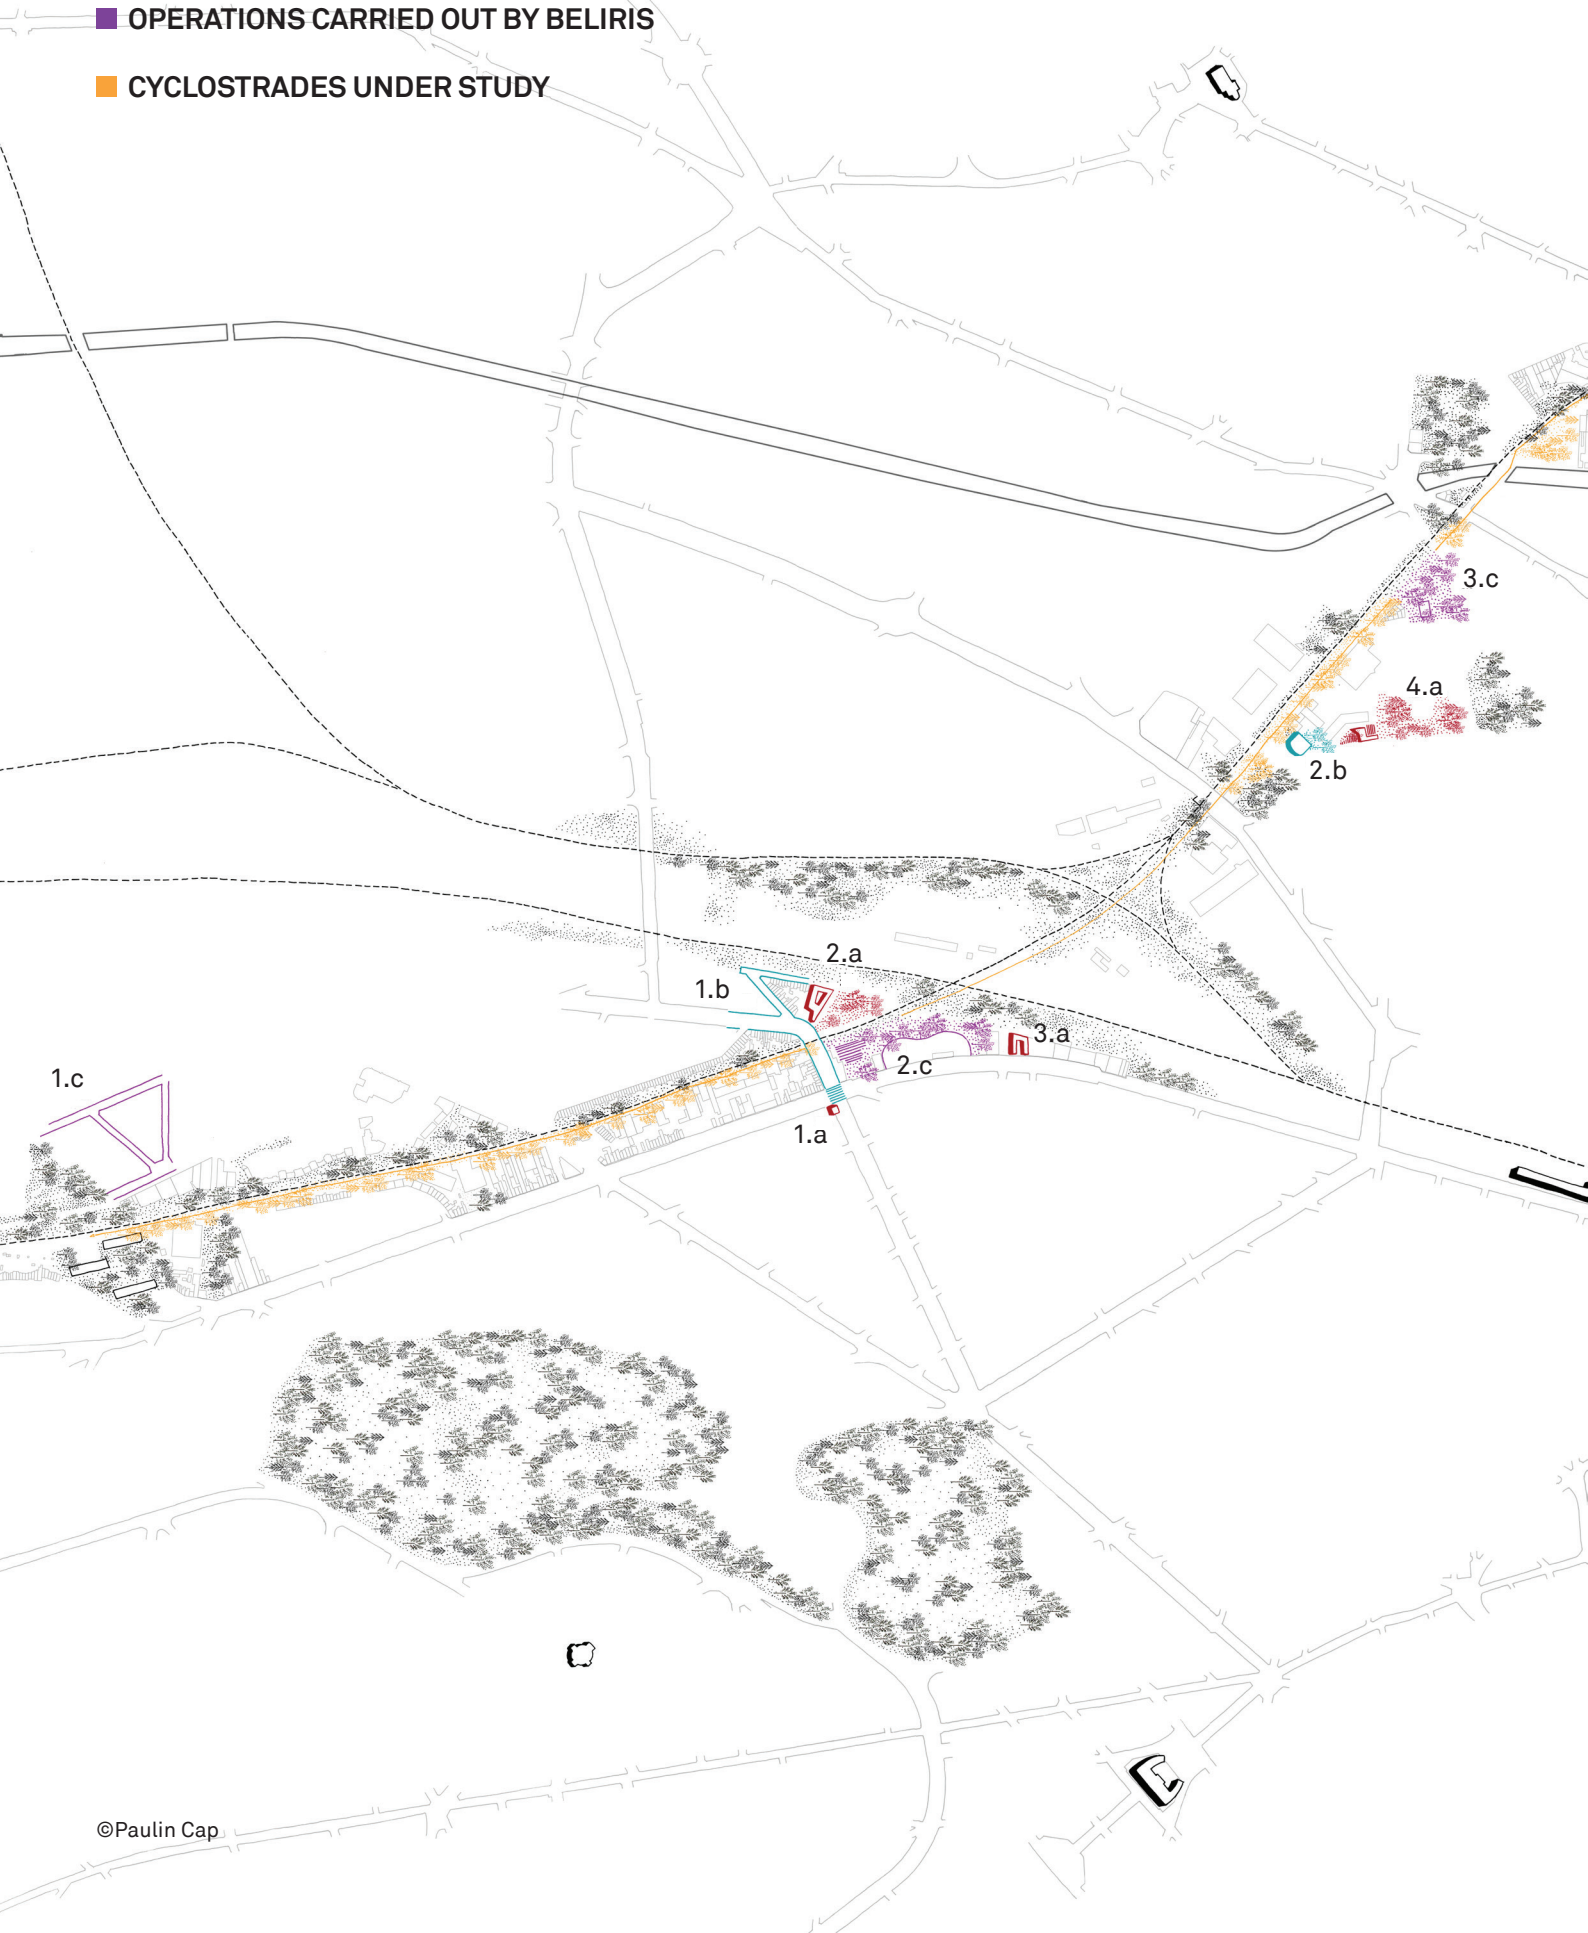 OPERATIONS CARRIED OUT BY BELIRIS
CYCLOSTRADES UNDER STUDY
3.c
4.a
2.b
2.a
1.b
3.a
2.c
1.c
1.a
©Paulin Cap